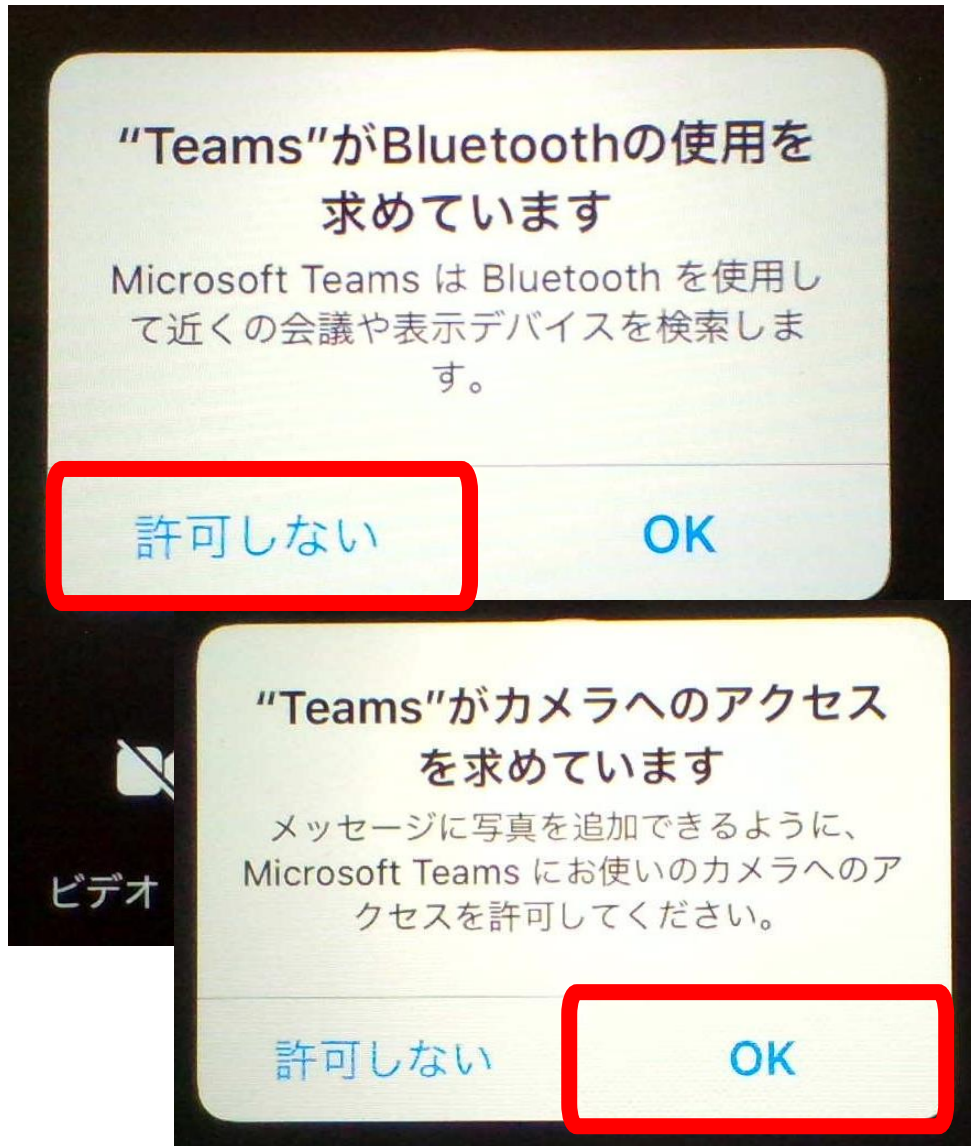 “Teams”がBluetoothの使用を
求めています
Microsoft Teams は Bluetooth を使用し
て近くの会議や表示デバイスを検索しま
す。
許可しない
OK
ビデオ
“Teams”がカメラへのアクセス
を求めています
メッセージに写真を追加できるように、
Microsoft Teams にお使いのカメラへのア
クセスを許可してください。
許可しない
OK